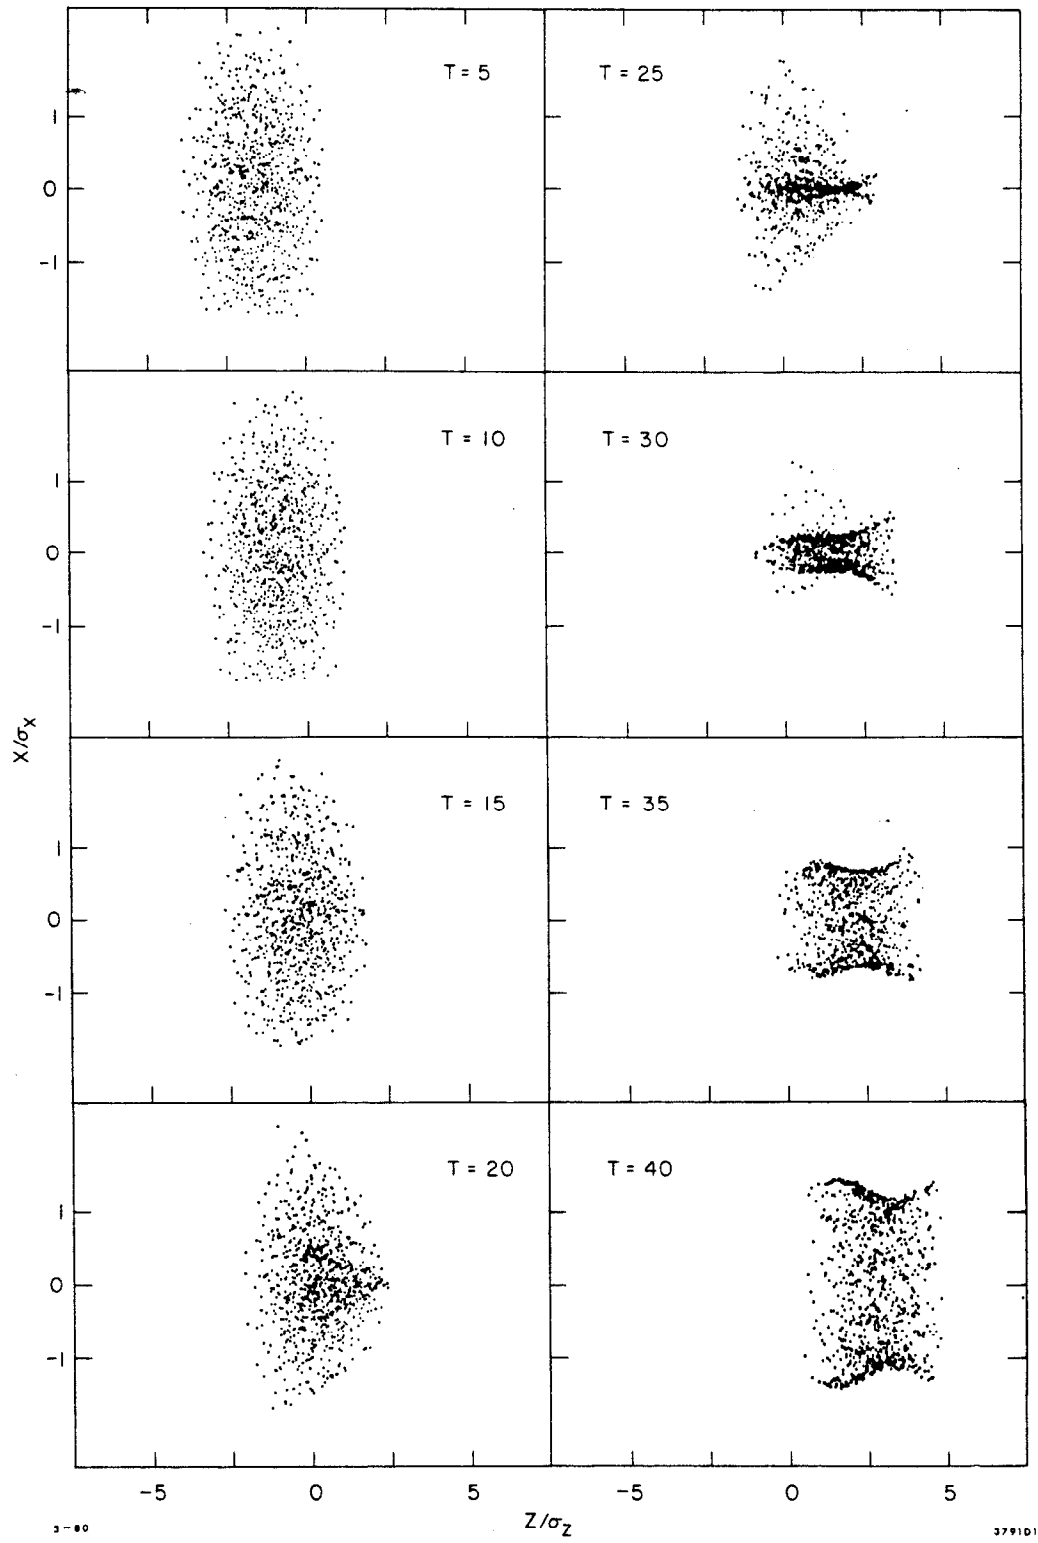 T = 5
T = 25
1
0
-1
T = 10
T = 30
1
0
-1
X/σX
T = 15
T = 35
1
0
-1
T = 20
T = 40
1
0
-1
-5 0 5 -5 0 5
Z/σZ
3-80
3791D1